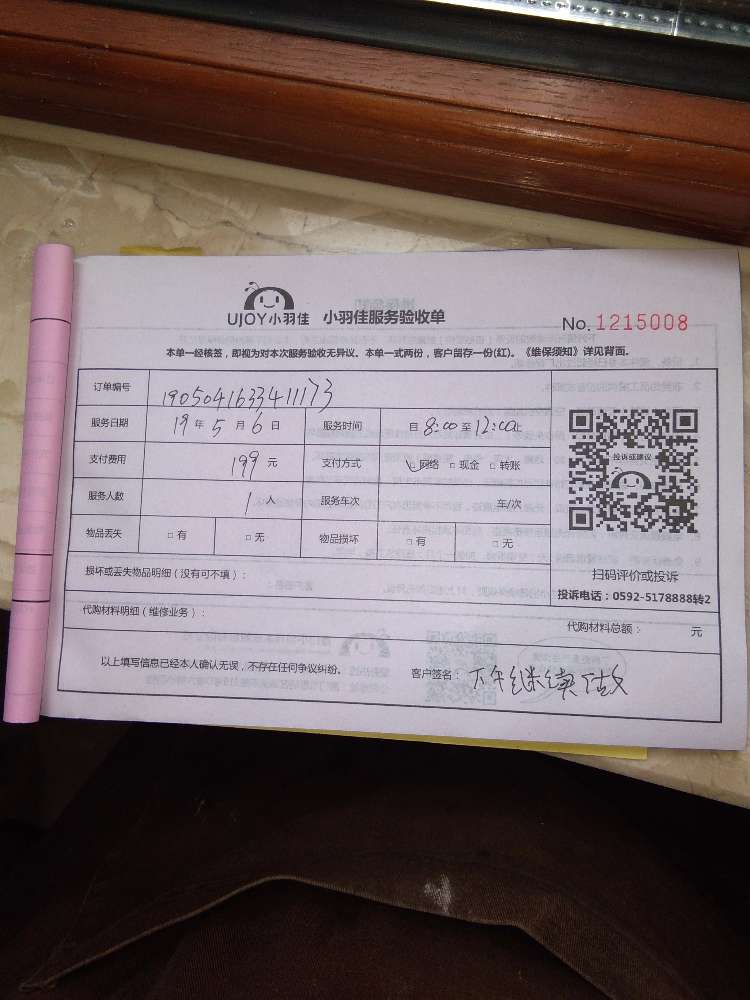 UJOY小羽佳 小羽佳服务验收单
No. 1215008
本单一经核签，即视为对本次服务验收无异议。本单一式两份，客户留存一份(红)。《维保须知》详见背面。
订单编号 190504163341173
服务日期 19 年 5 月 6 日 服务时间 自 8:00 至 12:00止
支付费用 199 元 支付方式 网络 □ 现金 □ 转账
服务人数 1 人 服务车次 车/次
物品丢失 □ 有 □ 无 物品损坏 □ 有 □ 无
投诉或建议
扫码评价或投诉
投诉电话：0592-5178888转2
损坏或丢失物品明细（没有可不填）：
代购材料明细（维修业务）：
代购材料总额： 元
以上填写信息已经本人确认无误，不存在任何争议纠纷。 客户签名： 下午继续做